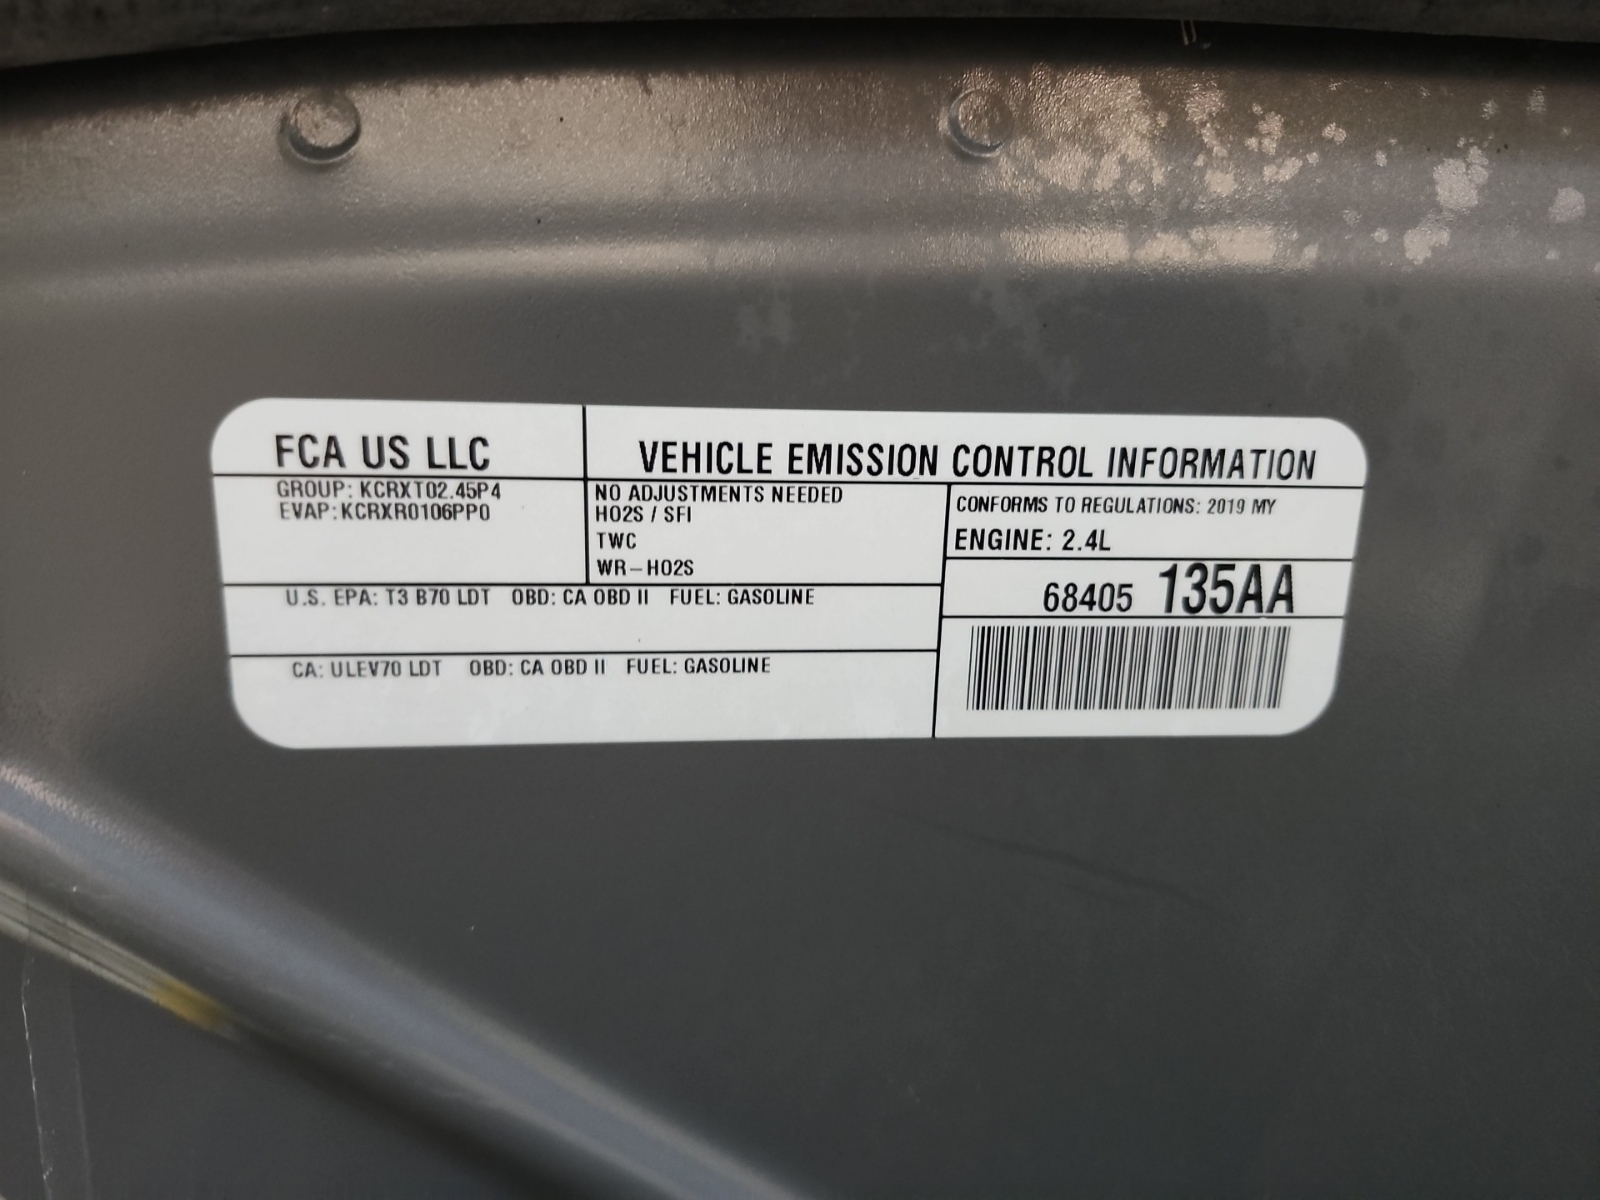 FCA US LLC
VEHICLE EMISSION CONTROL INFORMATION
GROUP: KCRXT02.45P4
EVAP:KCRXR0106PP0
NO ADJUSTMENTS NEEDED
HO2S / SFI
TWC
WR-HO2S
CONFORMS TO REGULATIONS: 2019 MY
ENGINE: 2.4L
68405 135AA
U.S. EPA: T3 B70 LDT OBD: CA OBD II FUEL: GASOLINE
CA: ULEV70 LDT OBD: CA OBD II FUEL: GASOLINE